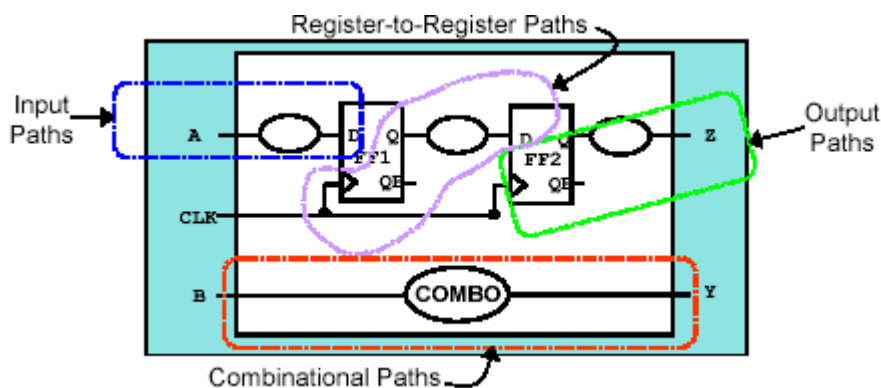 Register-to-Register Paths
Input
Paths
Output
Paths
A
D
Q
FF1
QB
D
Q
FF2
QB
Z
CLK
B
COMBO
Y
Combinational Paths